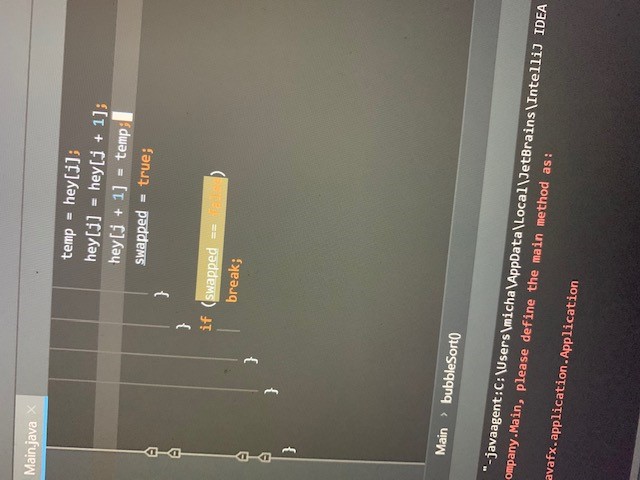 Main.java ×
temp = hey[j];
hey[j] = hey[j + 1];
hey[j + 1] = temp;
swapped = true;
}
}
if (swapped == false)
break;
}
}
}
Main > bubbleSort()
"-javaagent:C:\Users\micha\AppData\Local\JetBrains\IntelliJ IDEA
ompany.Main, please define the main method as:
avafx.application.Application